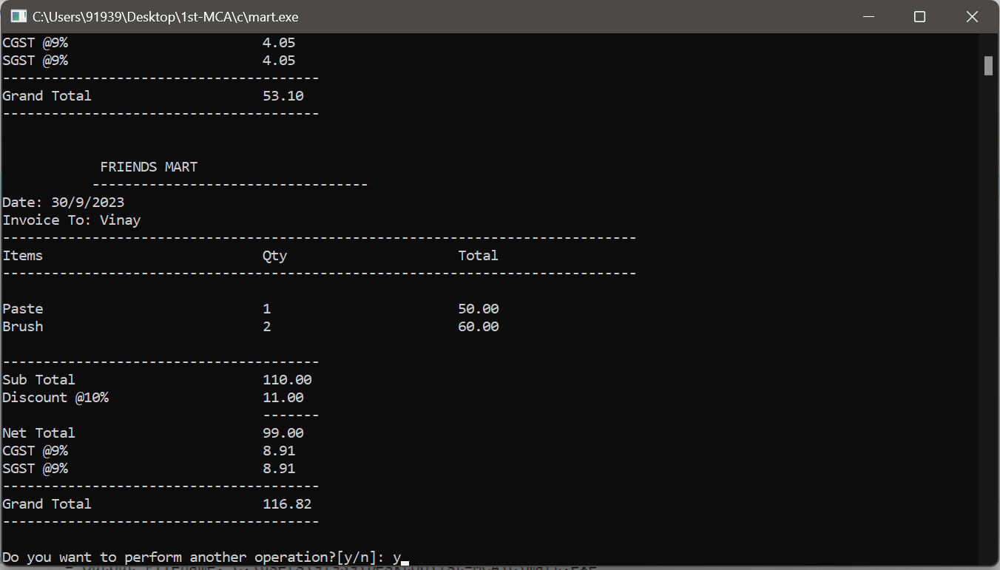 C:\Users\91939\Desktop\1st-MCA\c\mart.exe
CGST @9% 4.05
SGST @9% 4.05
---------------------------------------
Grand Total 53.10
---------------------------------------
FRIENDS MART
----------------------------------
Date: 30/9/2023
Invoice To: Vinay
------------------------------------------------------------------------------
Items Qty Total
------------------------------------------------------------------------------
Paste 1 50.00
Brush 2 60.00
---------------------------------------
Sub Total 110.00
Discount @10% 11.00
-------
Net Total 99.00
CGST @9% 8.91
SGST @9% 8.91
---------------------------------------
Grand Total 116.82
---------------------------------------
Do you want to perform another operation?[y/n]: y